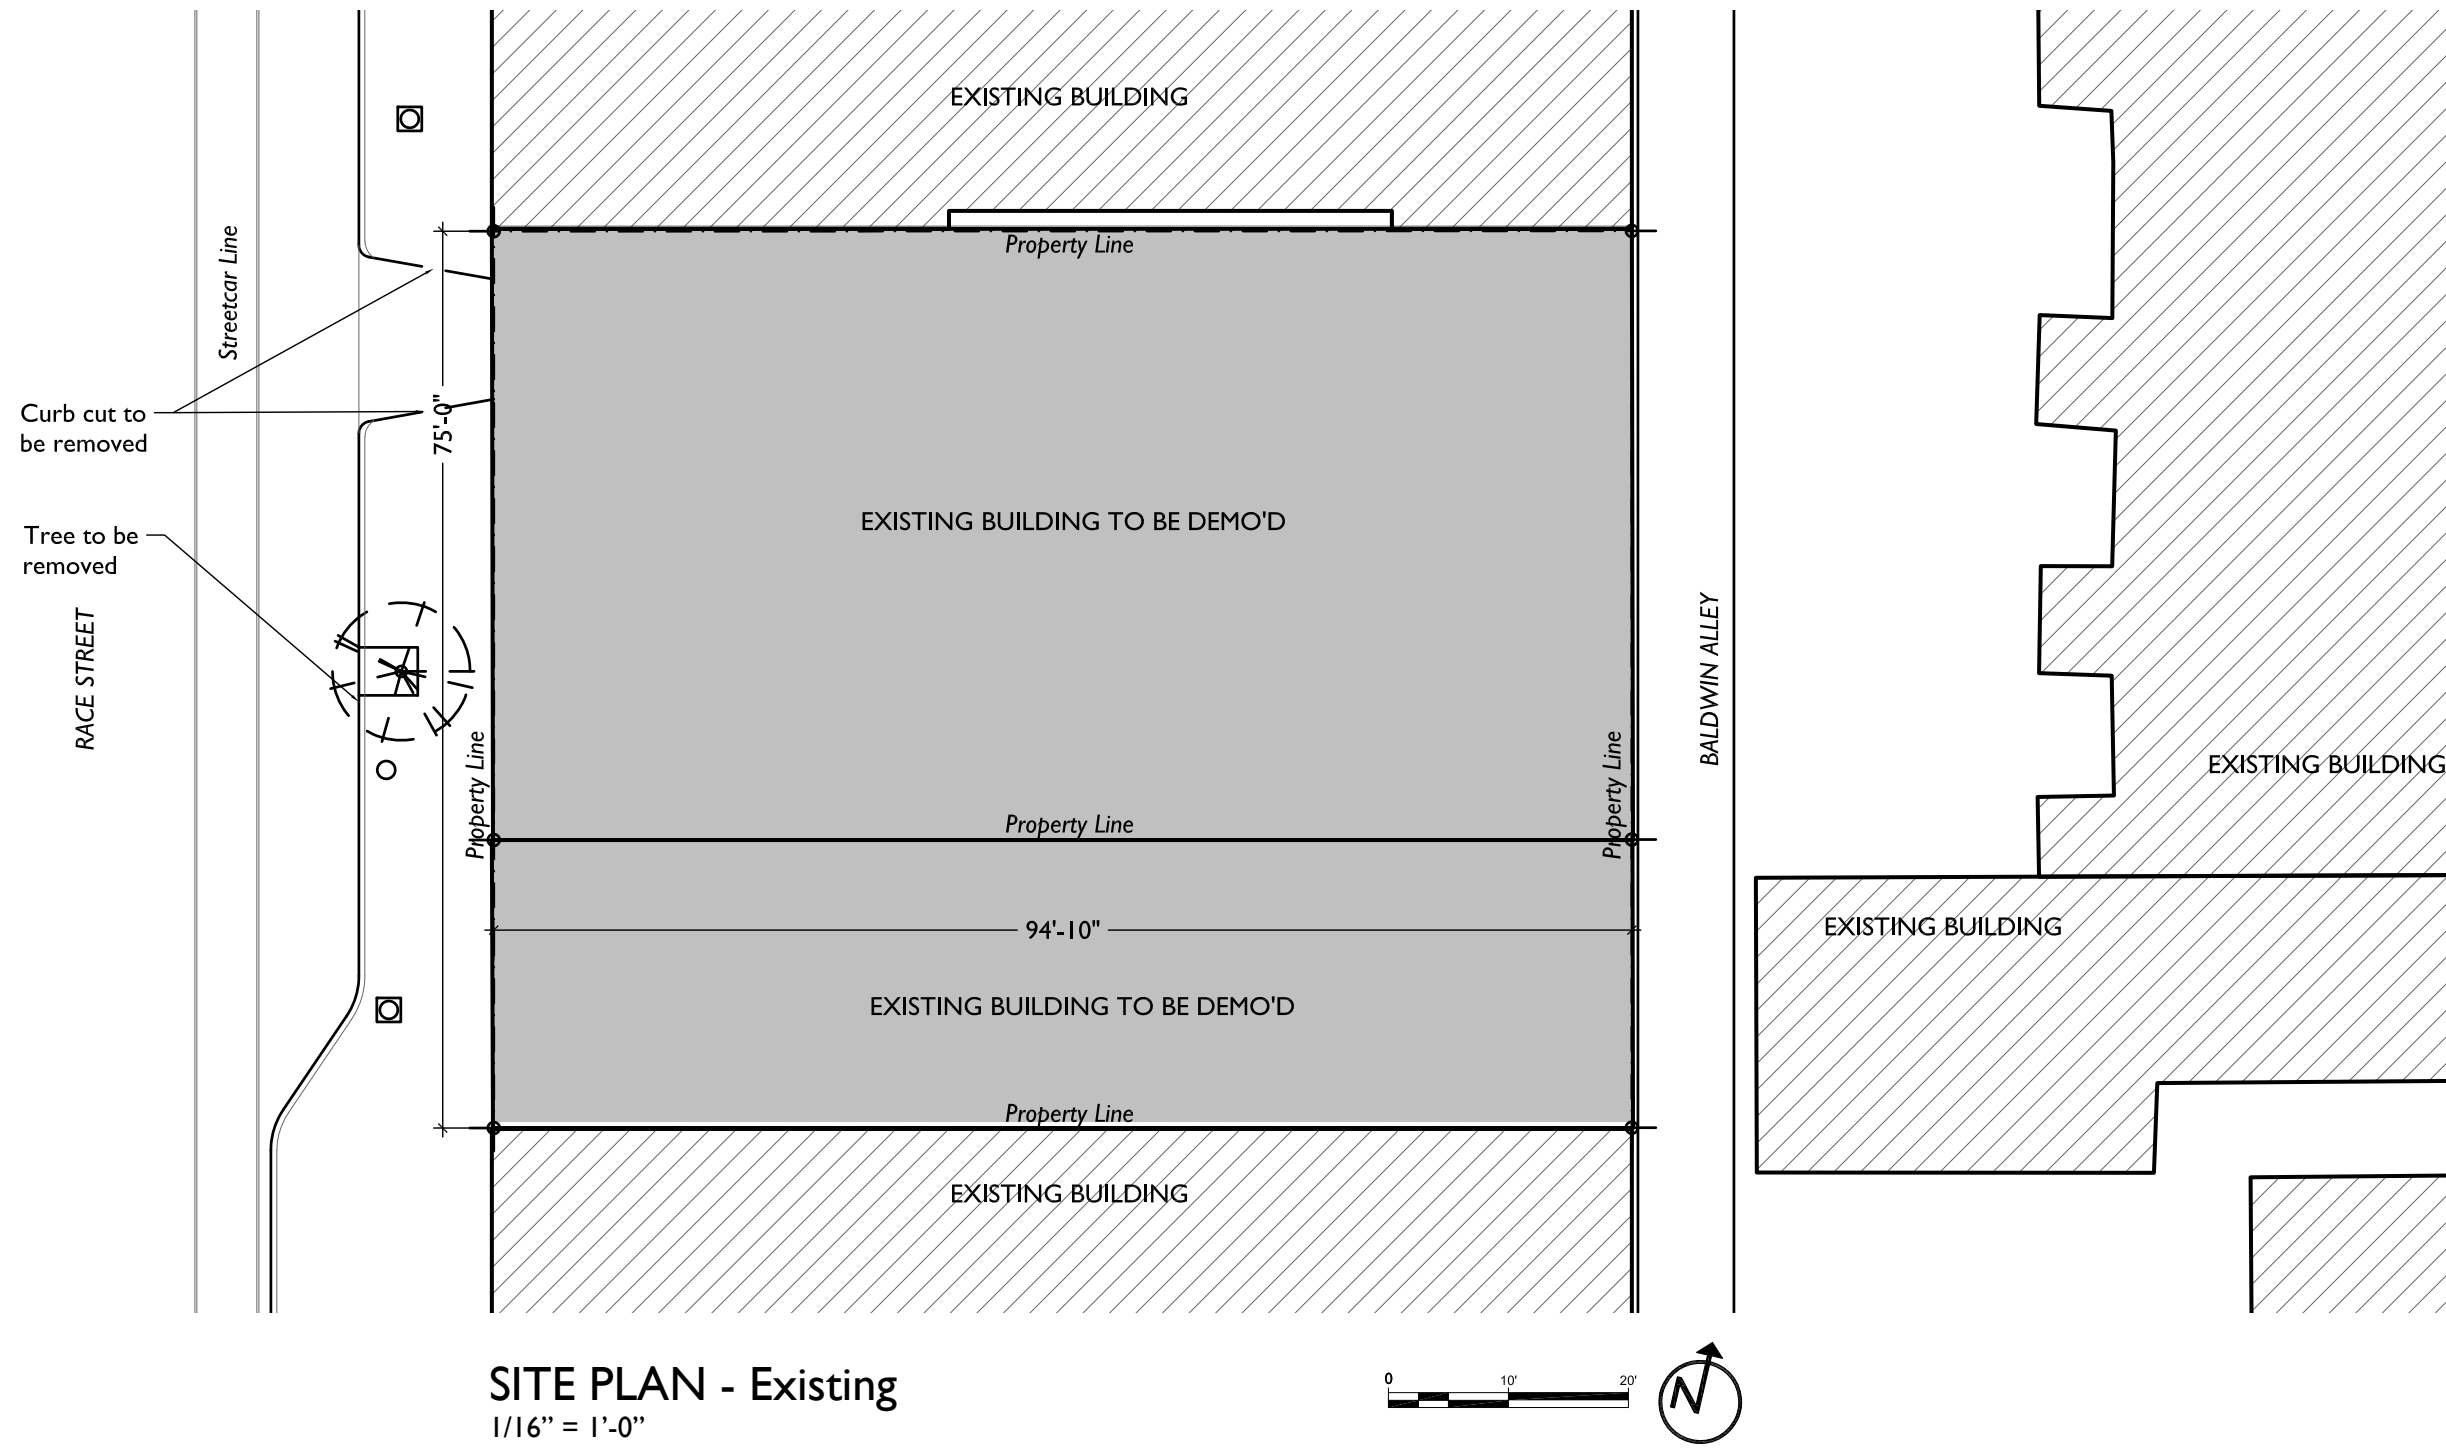 EXISTING BUILDING
Property Line
Streetcar Line
Curb cut to
be removed
75'-0"
EXISTING BUILDING TO BE DEMO'D
Tree to be
removed
RACE STREET
BALDWIN ALLEY
Property Line
Property Line
EXISTING BUILDING
Property Line
EXISTING BUILDING
94'-10"
EXISTING BUILDING TO BE DEMO'D
Property Line
EXISTING BUILDING
SITE PLAN - Existing
1/16” = 1’-0”
0 10' 20'
N